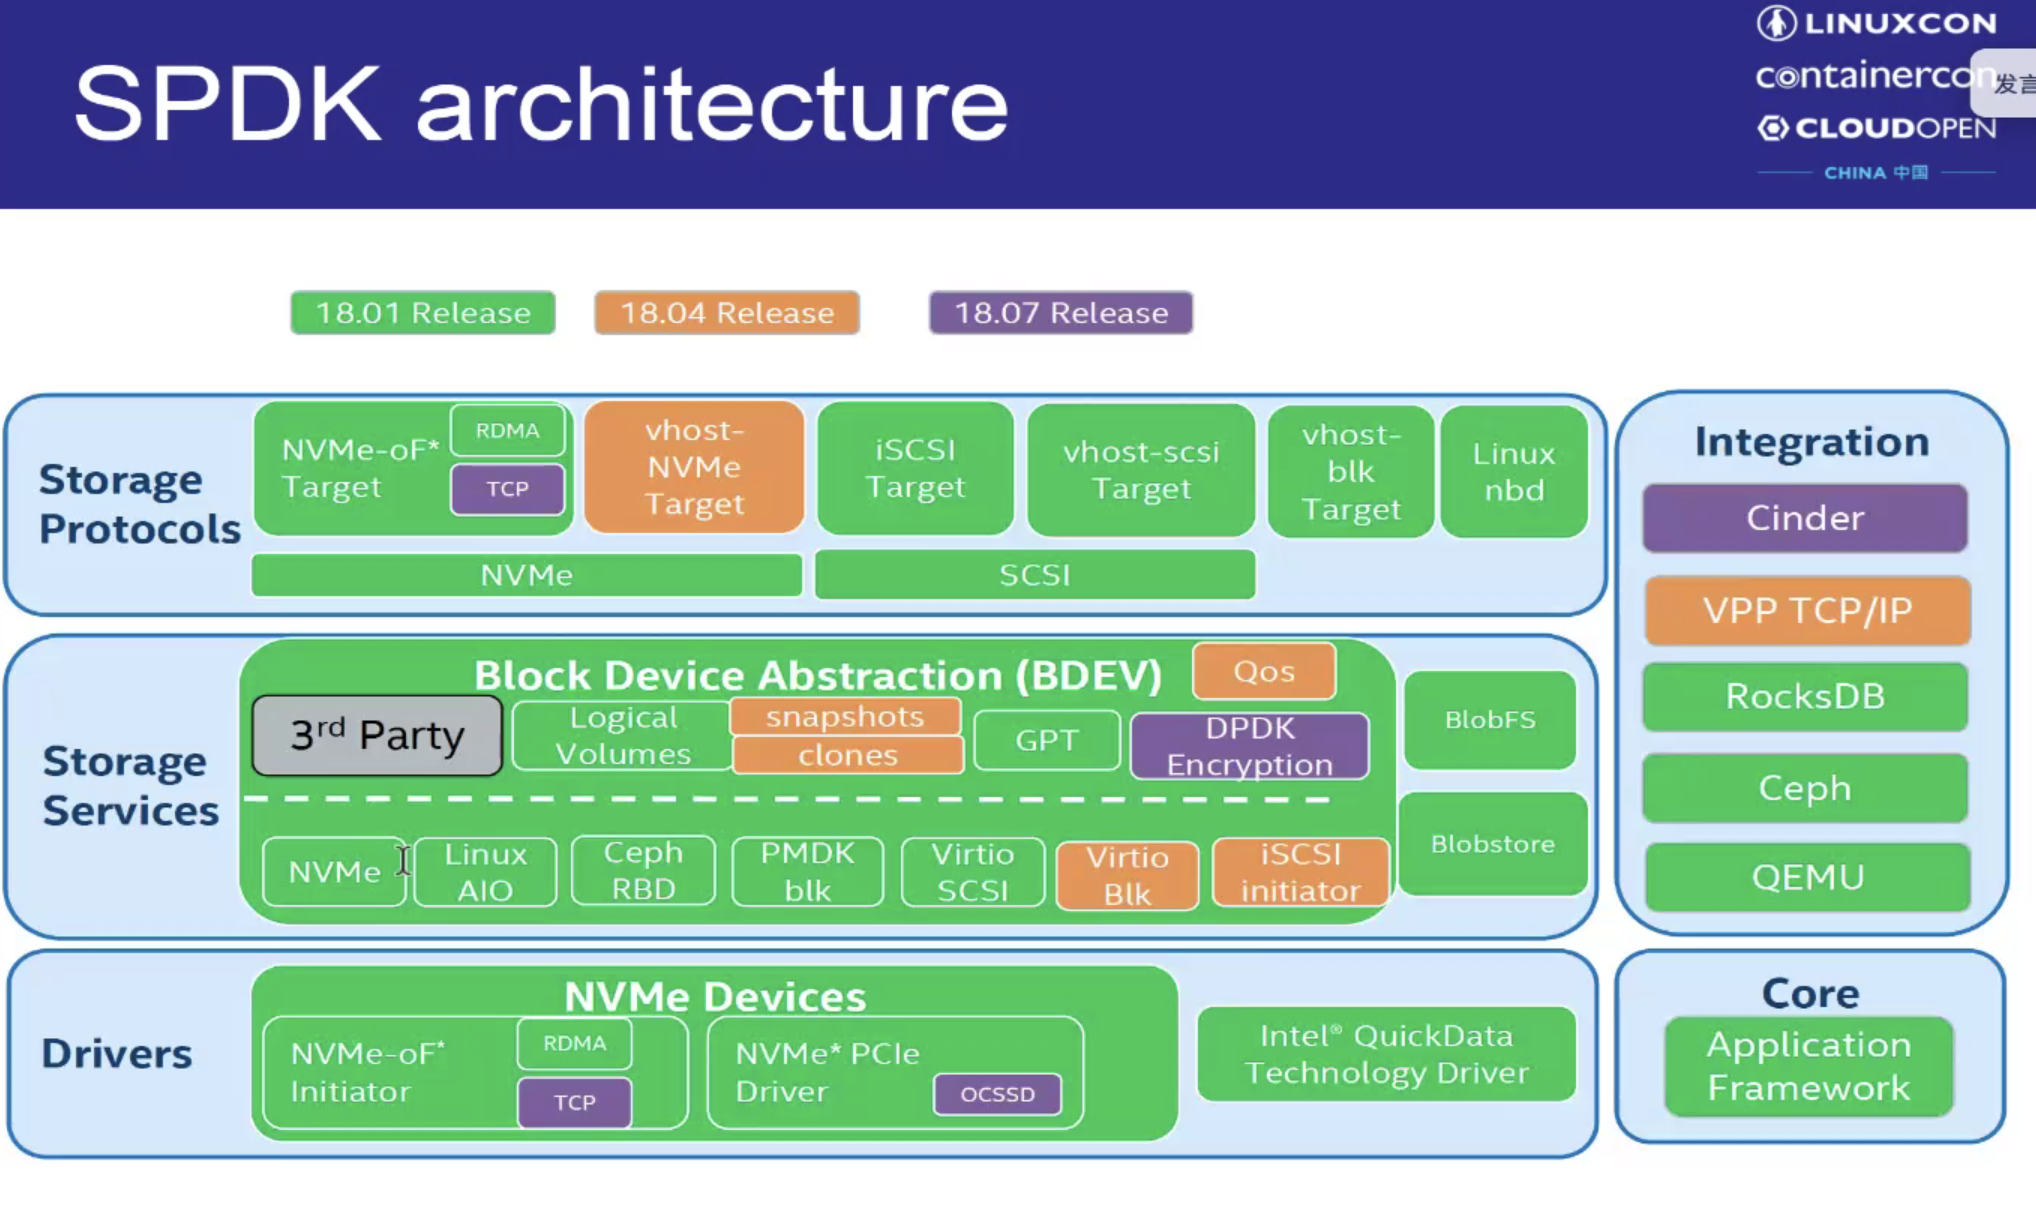 SPDK architecture
LINUXCON
containercon
CLOUDOPEN
CHINA 中国
发言
18.01 Release
18.04 Release
18.07 Release
Storage
Protocols
NVMe-oF*
Target
RDMA
TCP
vhost-
NVMe
Target
iSCSI
Target
vhost-scsi
Target
vhost-
blk
Target
Linux
nbd
NVMe
SCSI
Storage
Services
Block Device Abstraction (BDEV)
Qos
3rd Party
Logical
Volumes
snapshots
clones
GPT
DPDK
Encryption
NVMe
Linux
AIO
Ceph
RBD
PMDK
blk
Virtio
SCSI
Virtio
Blk
iSCSI
initiator
BlobFS
Blobstore
Drivers
NVMe Devices
NVMe-oF*
Initiator
RDMA
TCP
NVMe* PCIe
Driver
OCSSD
Intel® QuickData
Technology Driver
Integration
Cinder
VPP TCP/IP
RocksDB
Ceph
QEMU
Core
Application
Framework